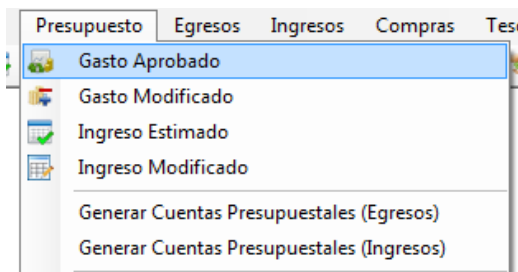 Presupuesto Egresos Ingresos Compras
Gasto Aprobado
Gasto Modificado
Ingreso Estimado
Ingreso Modificado
Generar Cuentas Presupuestales (Egresos)
Generar Cuentas Presupuestales (Ingresos)